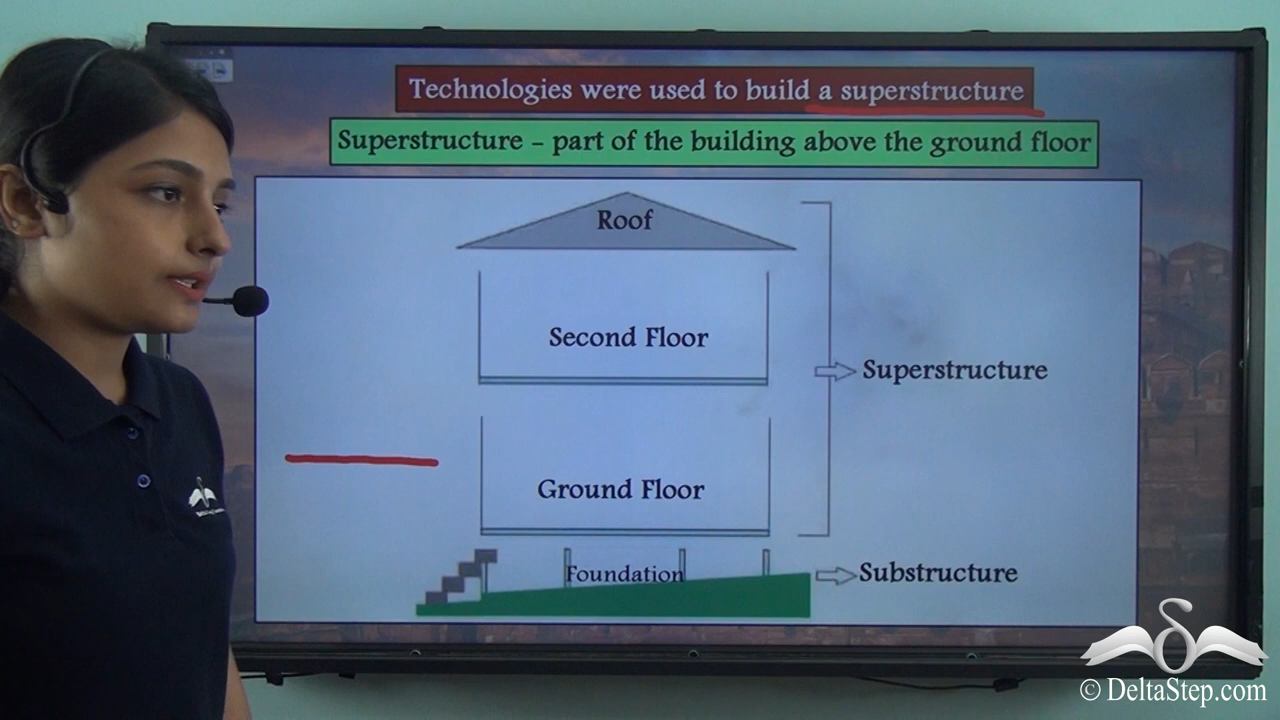 Technologies were used to build a superstructure
Superstructure - part of the building above the ground floor
Roof
Second Floor
Superstructure
Ground Floor
Foundation
Substructure
© DeltaStep.com